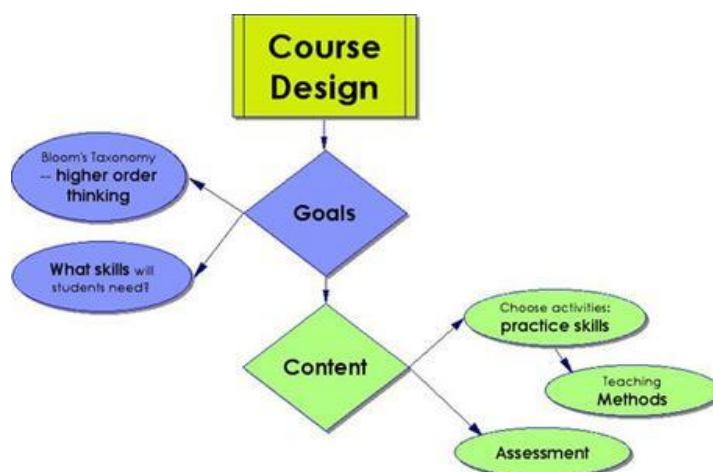 Course
Design
Bloom's Taxonomy
-- higher order
thinking
Goals
What skills will
students need?
Choose activities:
practice skills
Content
Teaching
Methods
Assessment